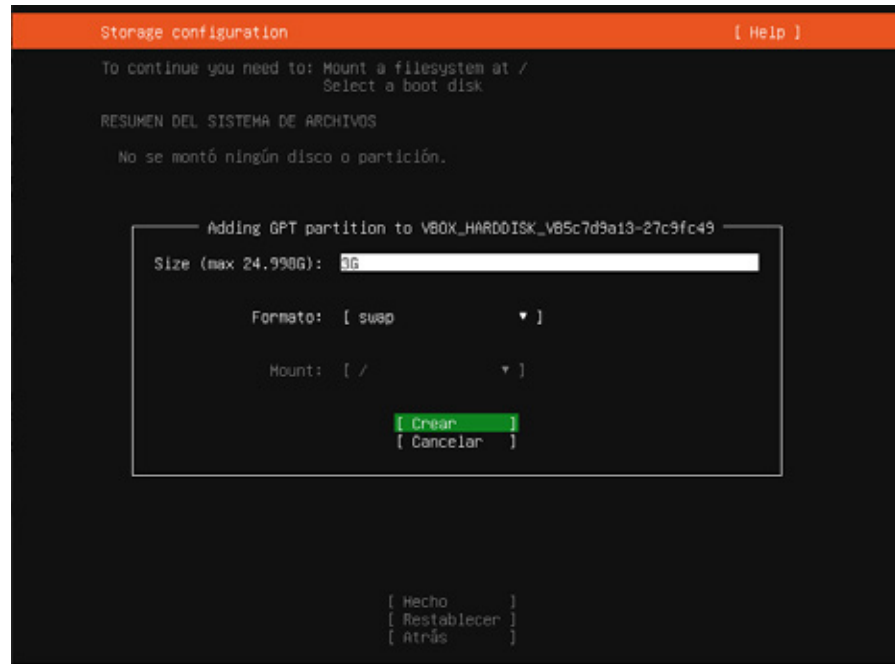 Storage configuration [ Help ]
To continue you need to: Mount a filesystem at /
Select a boot disk
RESUMEN DEL SISTEMA DE ARCHIVOS
No se montó ningún disco o partición.
Adding GPT partition to VBOX_HARDDISK_VB5c7d9a13-27c9fc49
Size (max 24.998G): 3G
Formato: [ swap ▾ ]
Mount: [ / ▾ ]
[ Crear ]
[ Cancelar ]
[ Hecho ]
[ Restablecer ]
[ Atrás ]